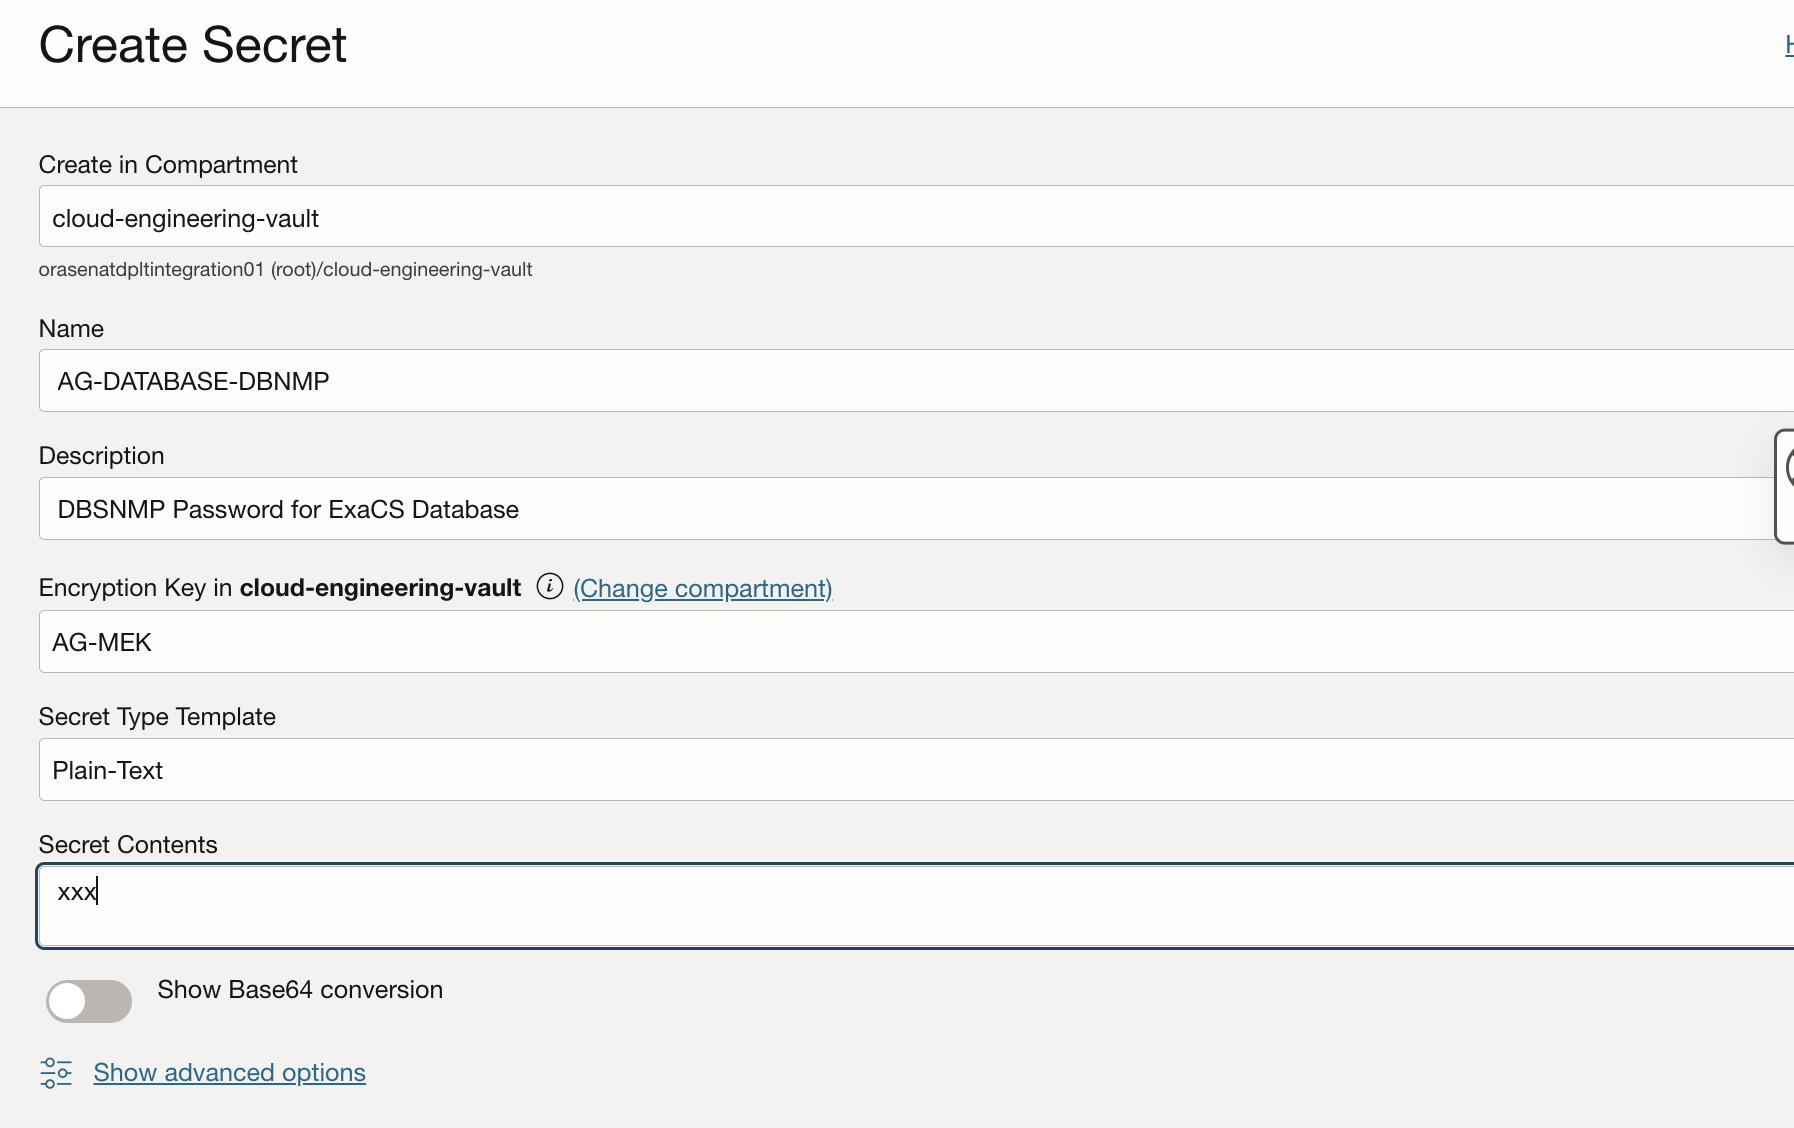 Create Secret
Create in Compartment
cloud-engineering-vault
orasenatdpltintegration01 (root)/cloud-engineering-vault
Name
AG-DATABASE-DBNMP
Description
DBSNMP Password for ExaCS Database
Encryption Key in cloud-engineering-vault (Change compartment)
AG-MEK
Secret Type Template
Plain-Text
Secret Contents
xxx
Show Base64 conversion
Show advanced options